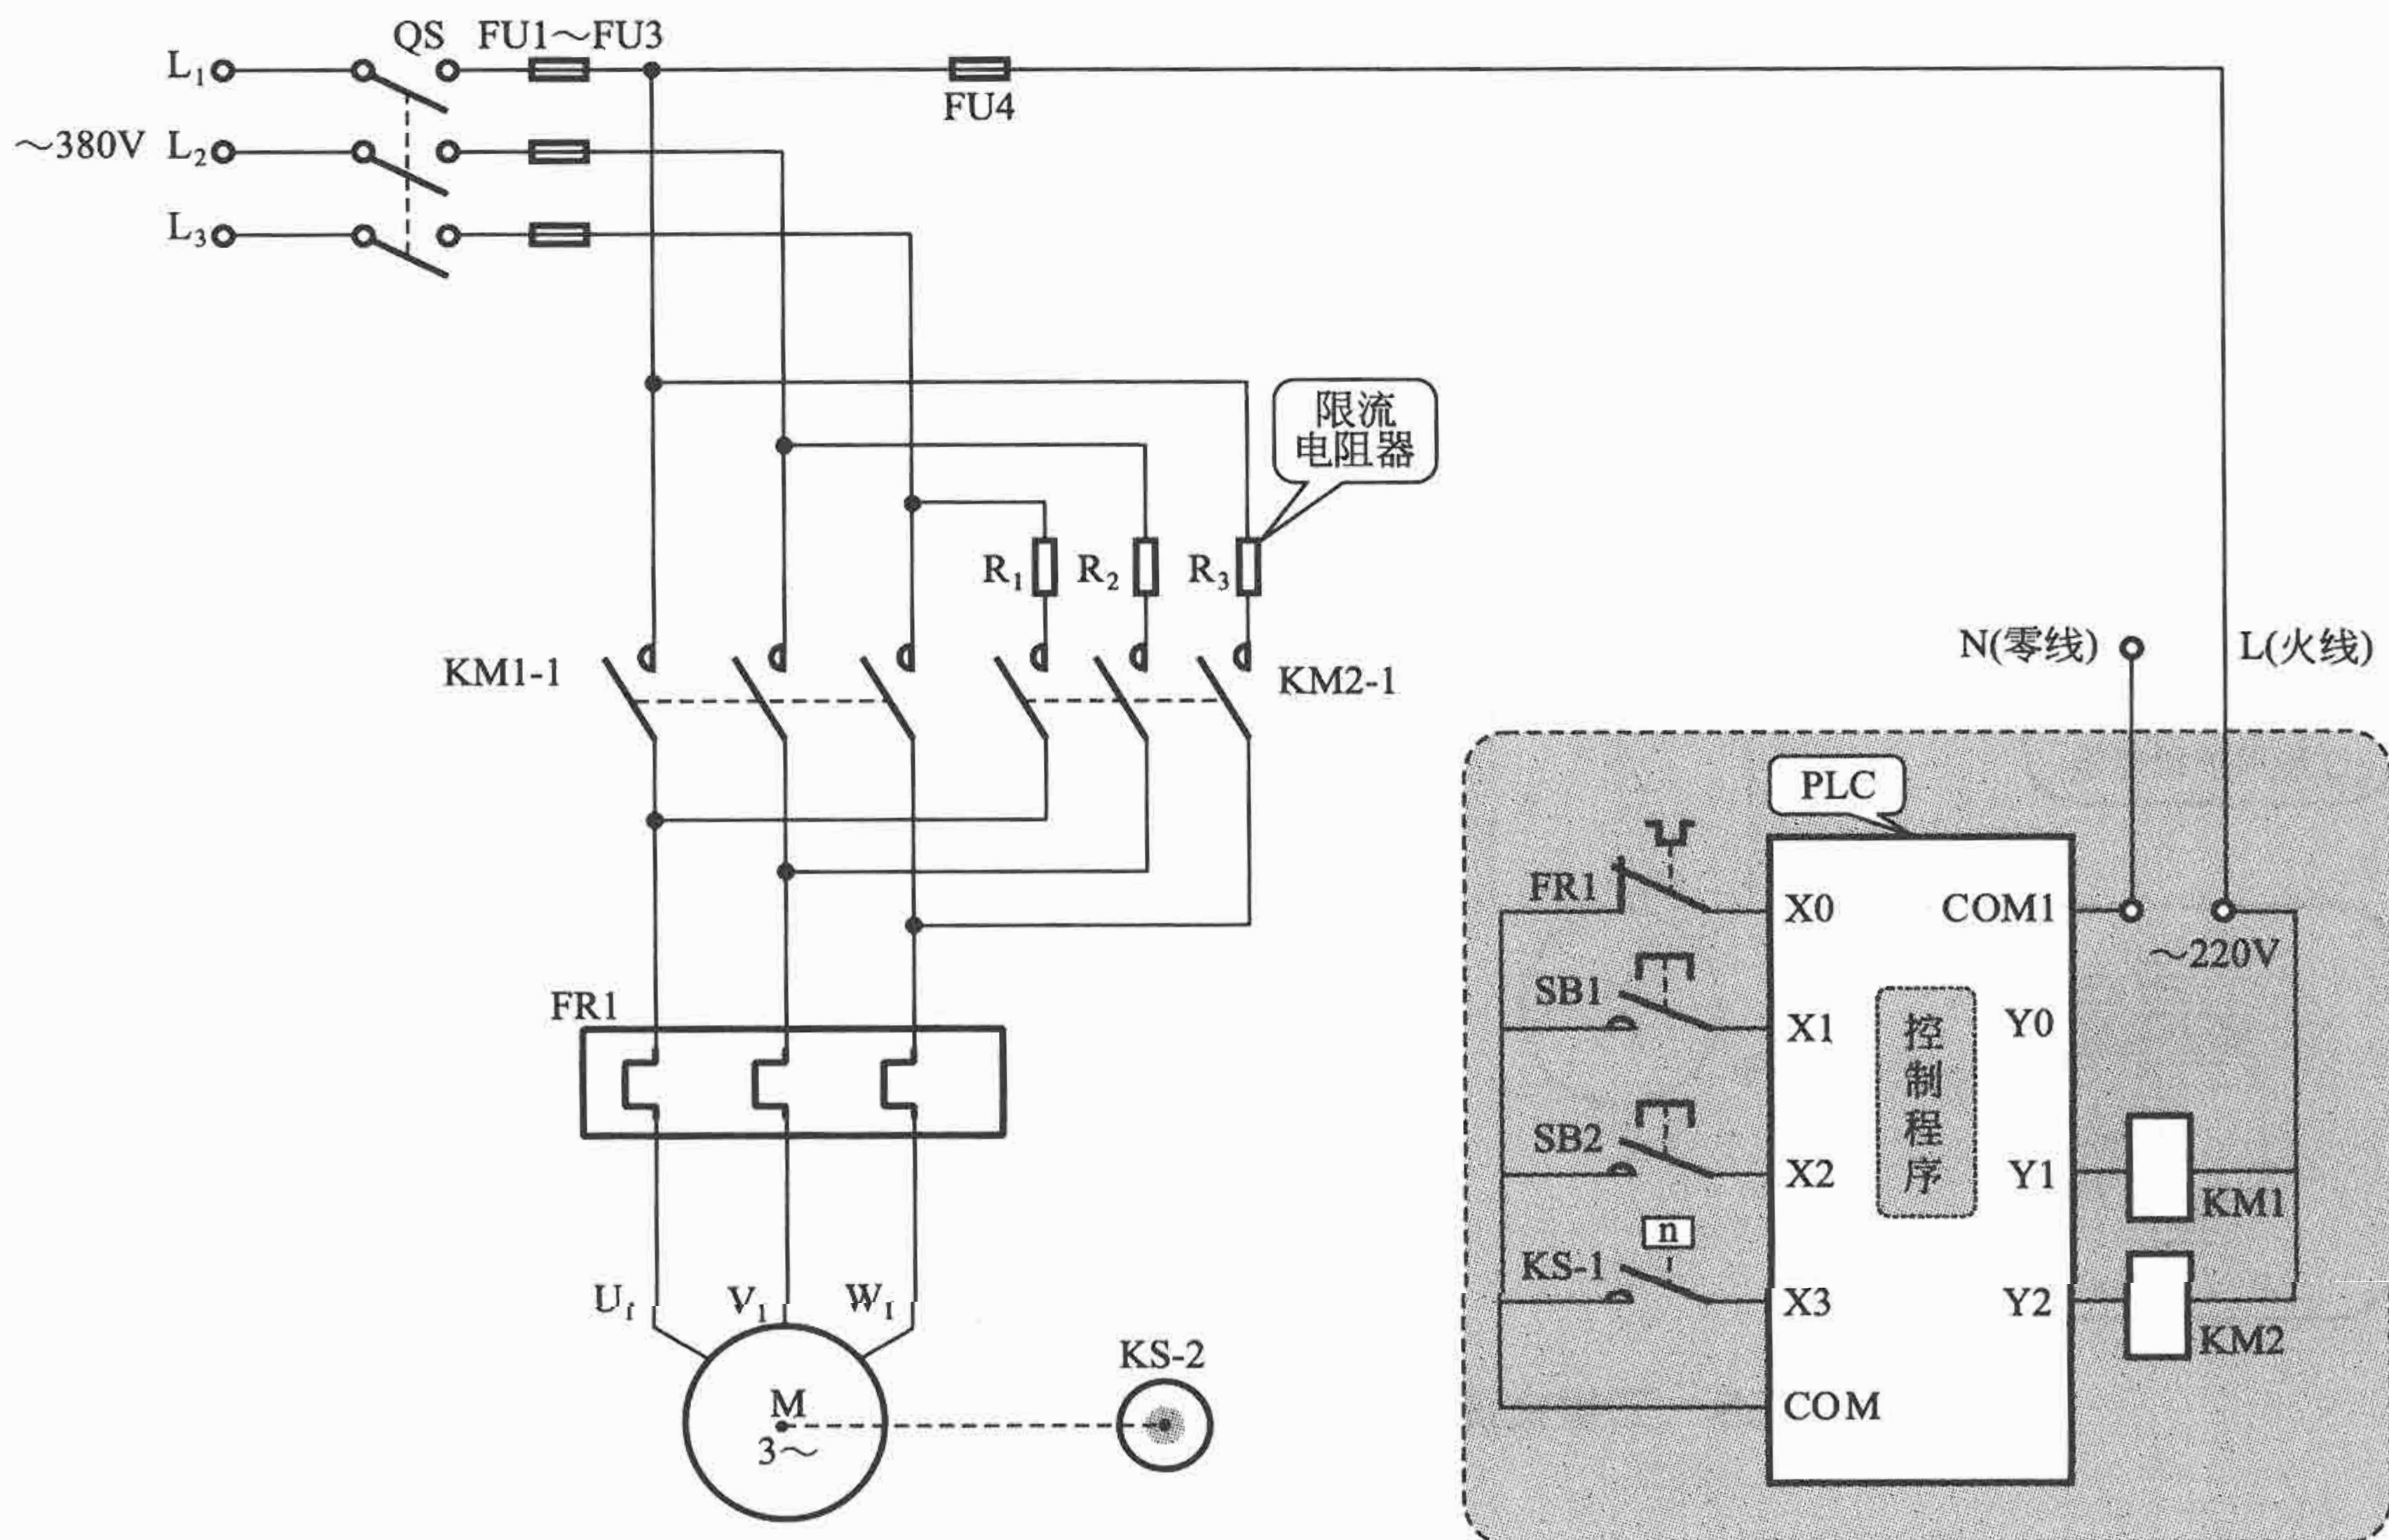 QS FU1～FU3
L₁
FU4
～380V L₂
L₃
限流
电阻器
R₁ R₂ R₃
KM1-1
KM2-1
N(零线) L(火线)
PLC
FR1 X0 COM1
～220V
SB1 X1 Y0
控
制
程
序
SB2 X2 Y1
KM1
n
KS-1 X3 Y2
KM2
COM
FR1
U₁ V₁ W₁
KS-2
M
3～